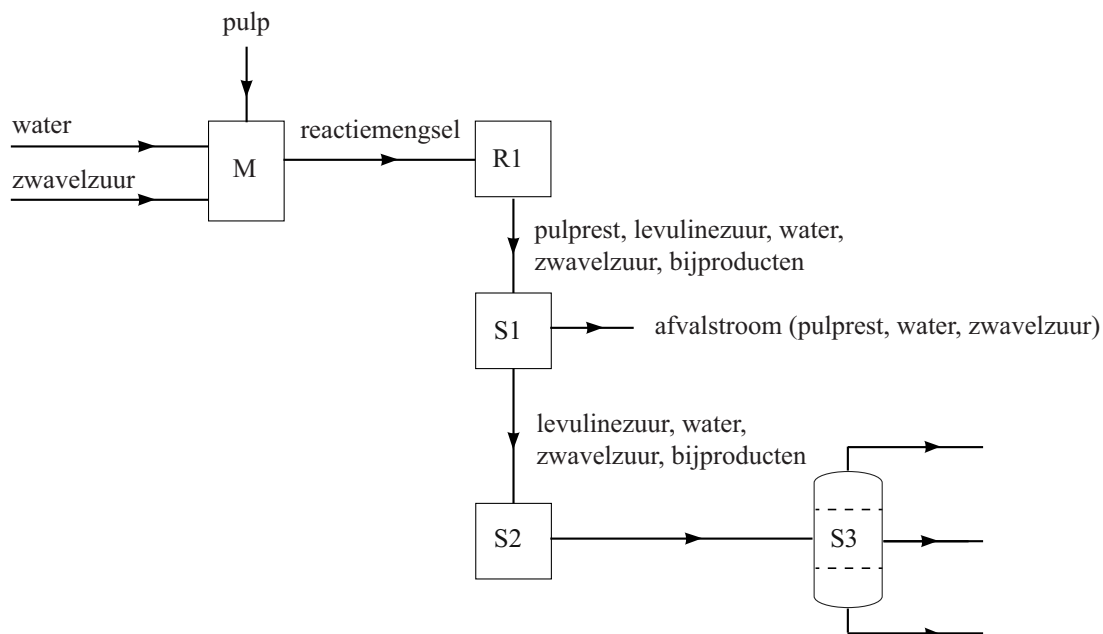 pulp
water
zwavelzuur
M
reactiemengsel
R1
pulprest, levulinezuur, water,
zwavelzuur, bijproducten
S1
afvalstroom (pulprest, water, zwavelzuur)
levulinezuur, water,
zwavelzuur, bijproducten
S2
S3